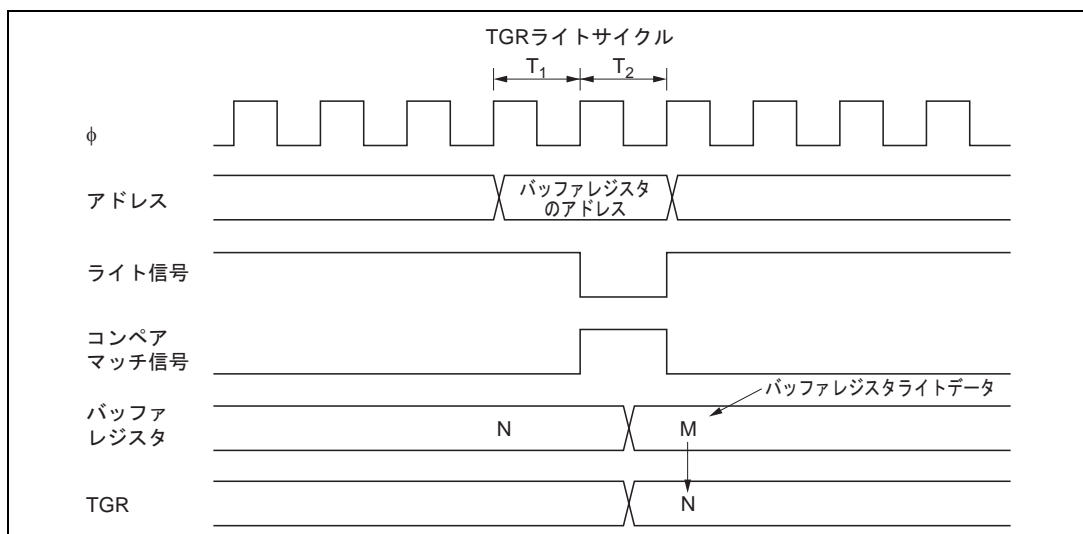 TGRライトサイクル
T1 T2
φ
アドレス
バッファレジスタ
のアドレス
ライト信号
コンペア
マッチ信号
バッファレジスタライトデータ
バッファ
レジスタ
N
M
TGR
N